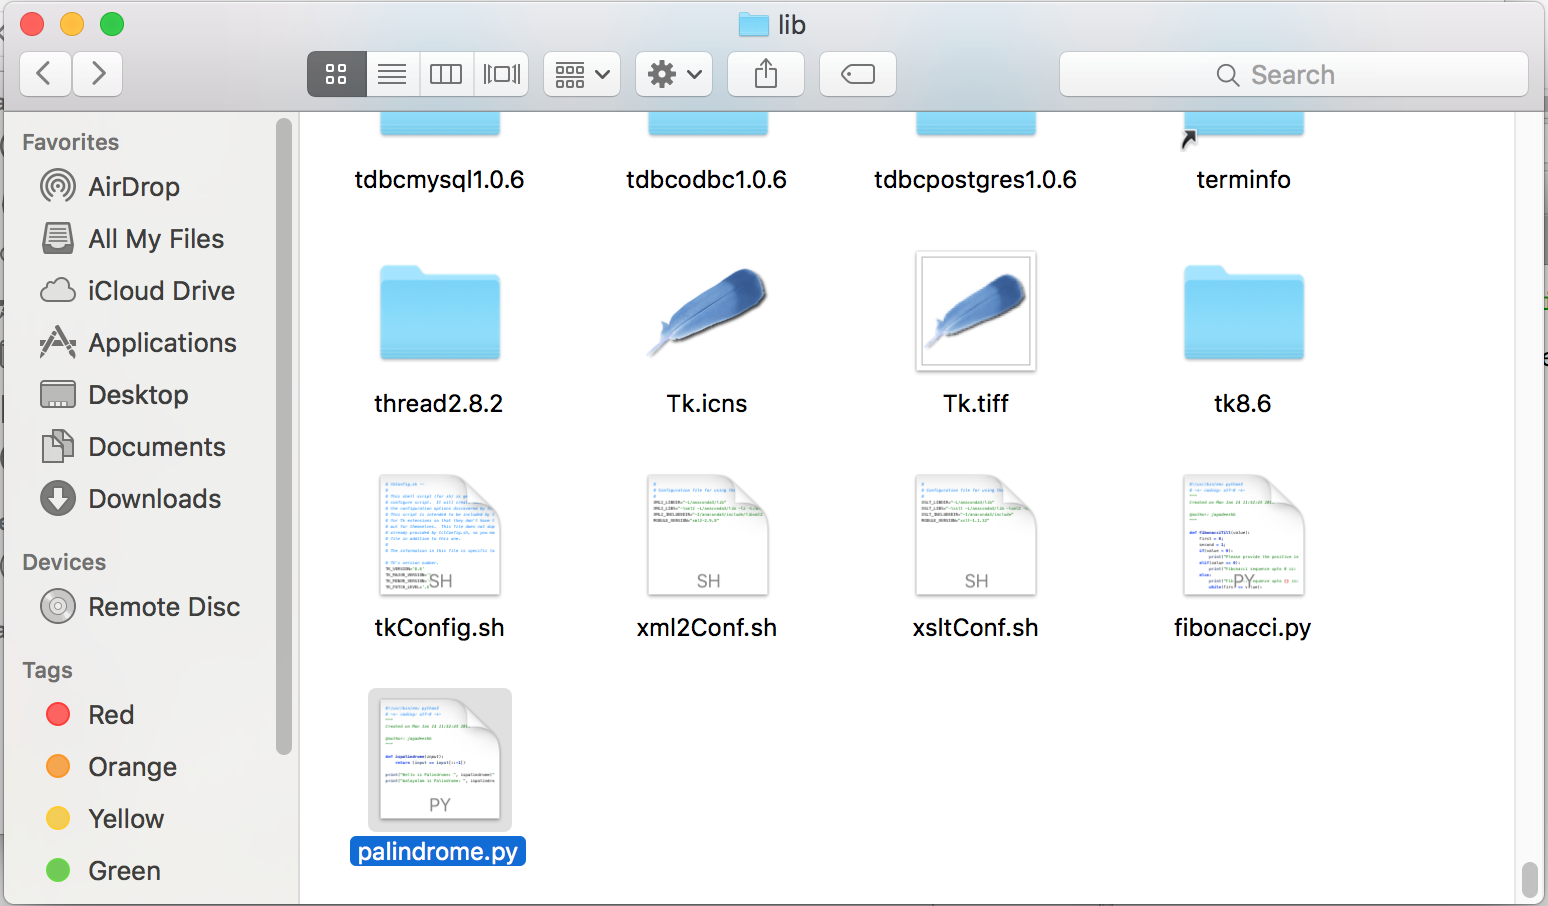 lib
Search
Favorites
AirDrop
All My Files
iCloud Drive
Applications
Desktop
Documents
Downloads
Devices
Remote Disc
Tags
Red
Orange
Yellow
Green
tdbcmysql1.0.6
tdbcodbc1.0.6
tdbcpostgres1.0.6
terminfo
thread2.8.2
Tk.icns
Tk.tiff
tk8.6
SH
SH
SH
PY
tkConfig.sh
xml2Conf.sh
xsltConf.sh
fibonacci.py
PY
palindrome.py